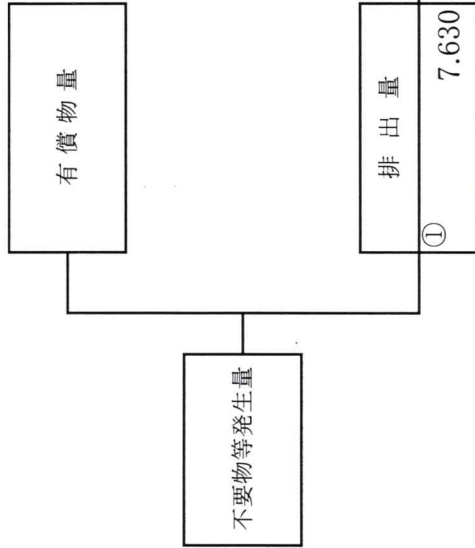 有償物量
不要物等発生量
排出量
①
7.630